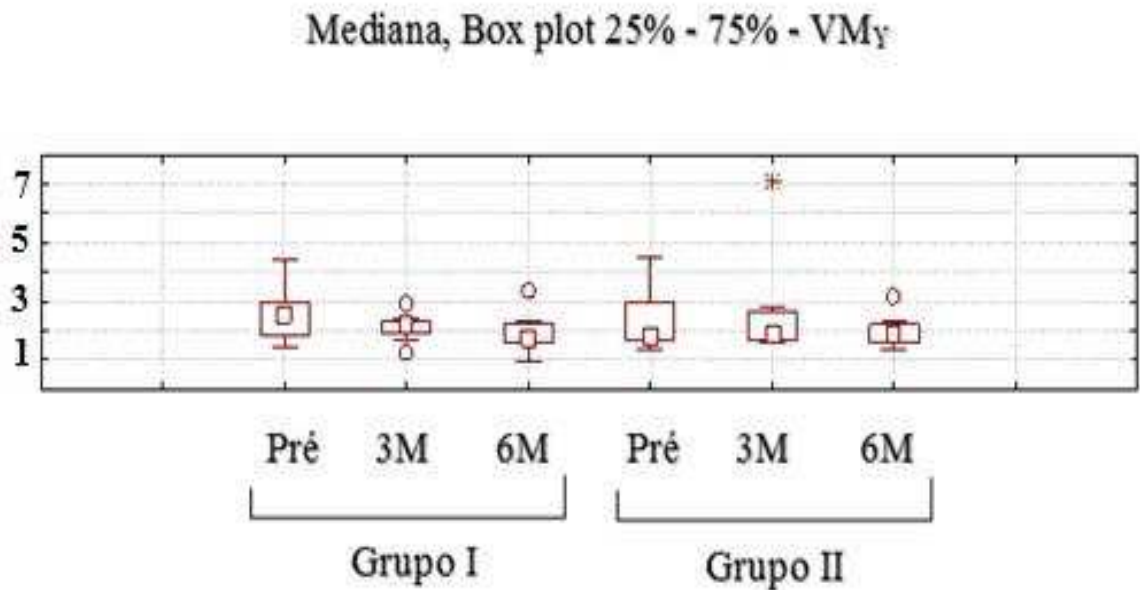 Mediana, Box plot 25% - 75% - VMY
7
5
3
1
Pré 3M 6M Pré 3M 6M
Grupo I Grupo II